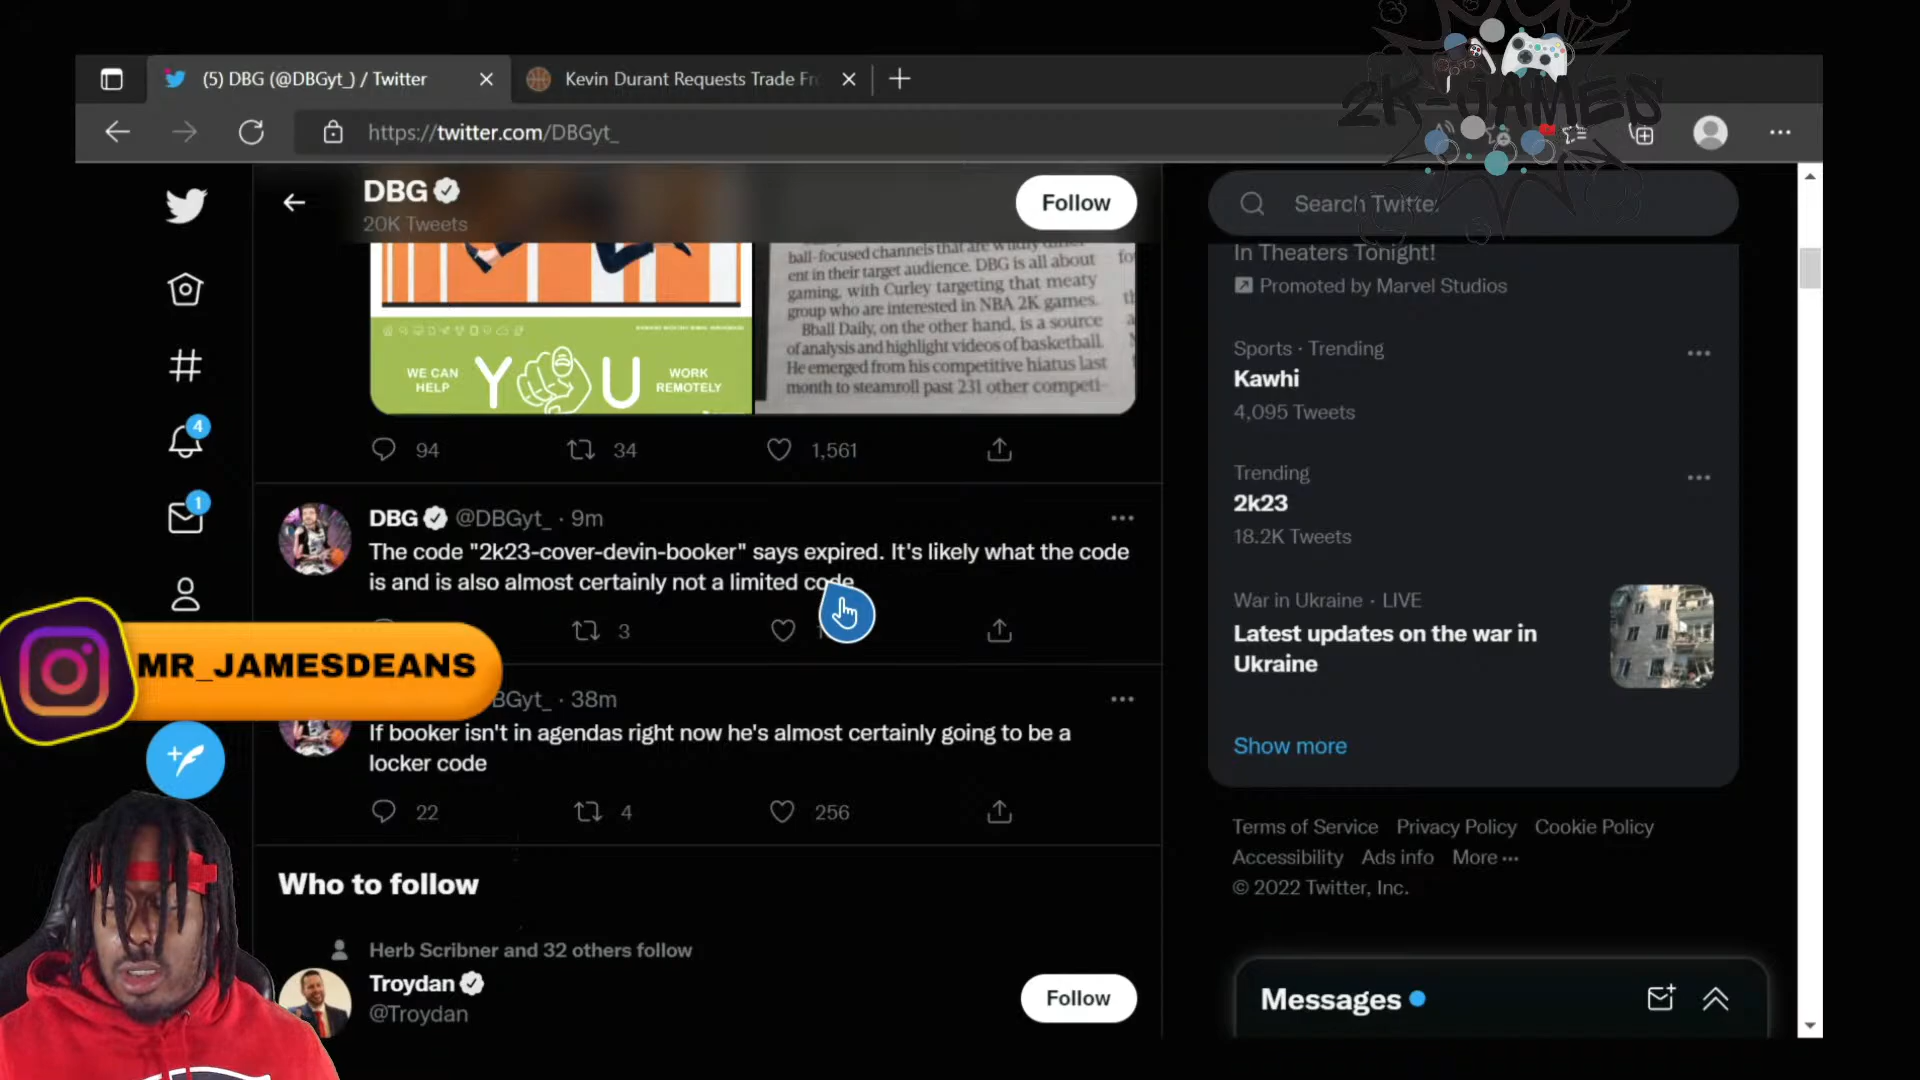 (5) DBG (@DBGyt_) / Twitter
Kevin Durant Requests Trade Fr
2K-GAMES
https://twitter.com/DBGyt_
DBG
20K Tweets
Follow
Search Twitter
ball-focused channels that are wildly differ-
ent in their target audience. DBG is all about
gaming, with Curley targeting that meaty
group who are interested in NBA 2K games.
Bball Daily, on the other hand, is a source
of analysis and highlight videos of basketball.
He emerged from his competitive hiatus last
month to steamroll past 231 other competi-
WE CAN HELP
YOU
WORK REMOTELY
94 34 1,561
In Theaters Tonight!
Promoted by Marvel Studios
Sports · Trending
Kawhi
4,095 Tweets
Trending
2k23
18.2K Tweets
War in Ukraine · LIVE
Latest updates on the war in
Ukraine
Show more
4
1
DBG @DBGyt_ · 9m
The code "2k23-cover-devin-booker" says expired. It's likely what the code
is and is also almost certainly not a limited code
3
MR_JAMESDEANS
BGyt_ · 38m
If booker isn't in agendas right now he's almost certainly going to be a
locker code
22 4 256
Terms of Service Privacy Policy Cookie Policy
Accessibility Ads info More ···
© 2022 Twitter, Inc.
Who to follow
Herb Scribner and 32 others follow
Troydan
@Troydan
Follow
Messages